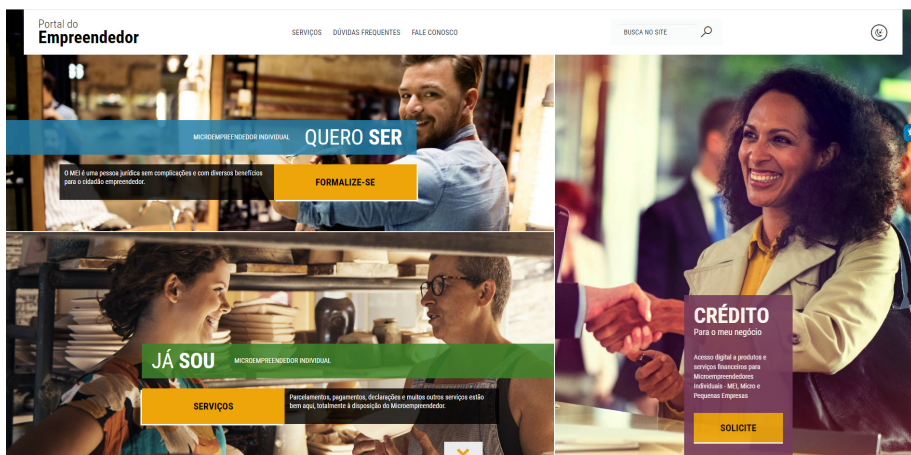 Portal do
Empreendedor
SERVIÇOS DÚVIDAS FREQUENTES FALE CONOSCO
BUSCA NO SITE
MICROEMPREENDEDOR INDIVIDUAL QUERO SER
O MEI é uma pessoa jurídica sem complicações e com diversos benefícios
para o cidadão empreendedor.
FORMALIZE-SE
JÁ SOU MICROEMPREENDEDOR INDIVIDUAL
SERVIÇOS
Parcelamentos, pagamentos, declarações e muitos outros serviços estão
bem aqui, totalmente à disposição do Microempreendedor.
CRÉDITO
Para o meu negócio
Acesso digital a produtos e
serviços financeiros para
Microempreendedores
Individuais - MEI, Micro e
Pequenas Empresas
SOLICITE